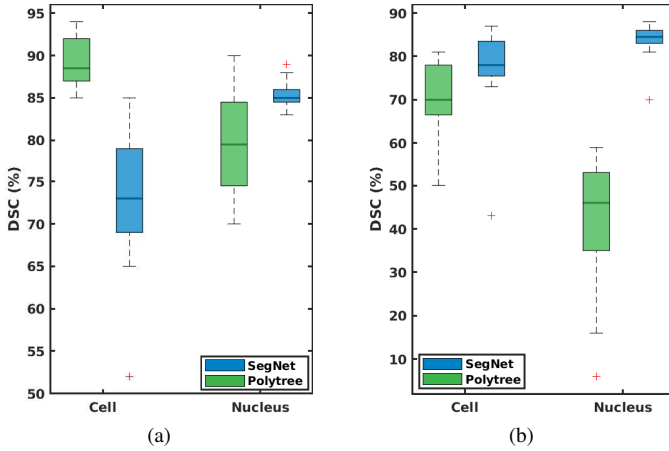 DSC (%)
95
90
85
80
75
70
65
60
55
50
Cell
Nucleus
SegNet
Polytree
(a)
DSC (%)
90
80
70
60
50
40
30
20
10
Cell
Nucleus
SegNet
Polytree
(b)